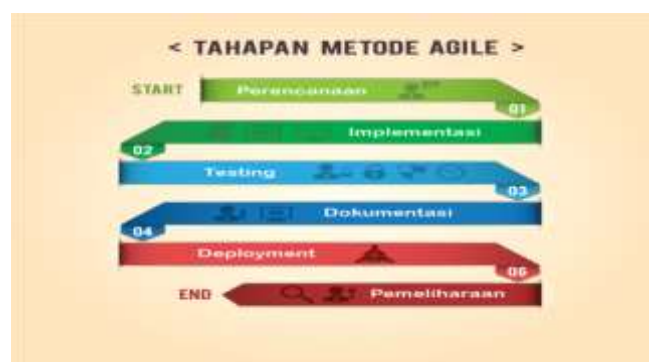 < TAHAPAN METODE AGILE >
START Perencanaan
01
Implementasi
02
Testing
03
Dokumentasi
04
Deployment
05
END Pemeliharaan